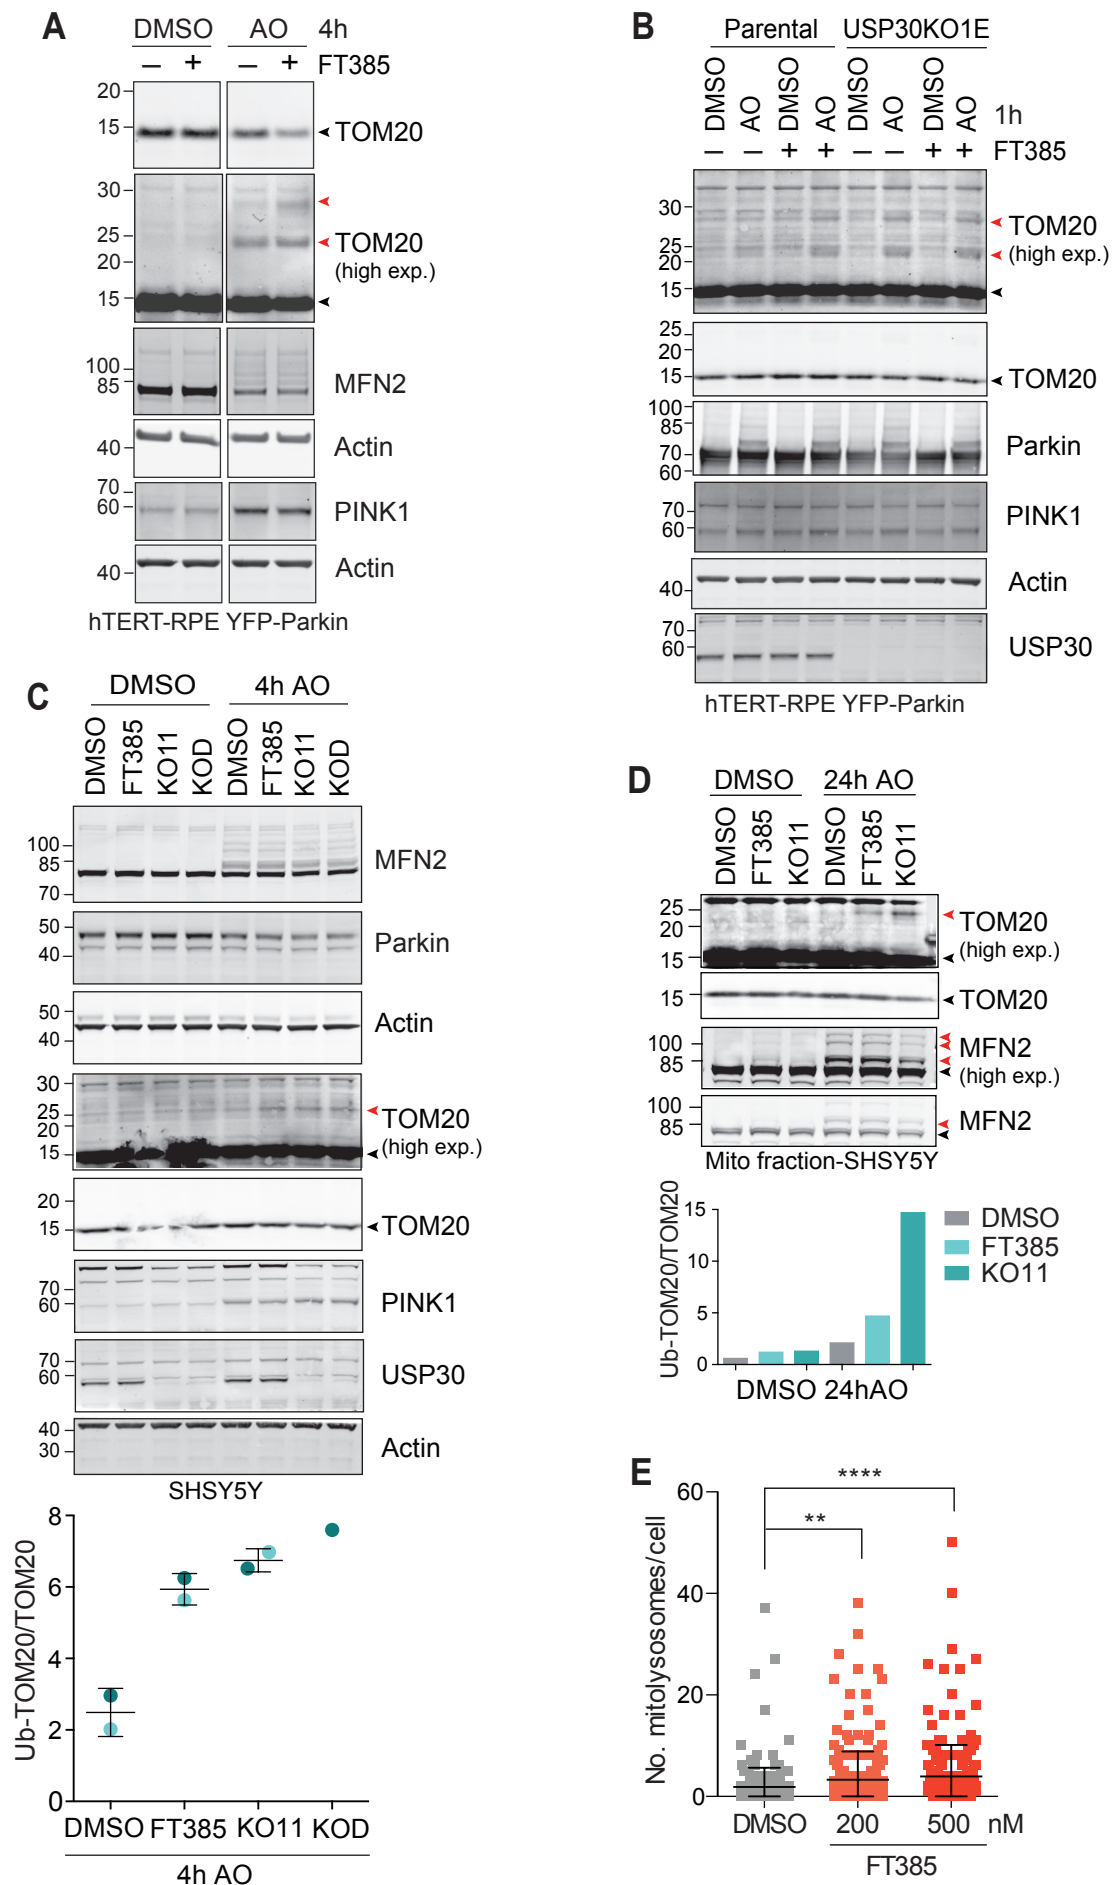 A
DMSO AO 4h
– + – + FT385
20
15
TOM20
30
25
15
TOM20
(high exp.)
100
85
MFN2
40
Actin
70
60
PINK1
40
Actin
hTERT-RPE YFP-Parkin
B
Parental USP30KO1E
DMSO AO DMSO AO DMSO AO DMSO AO 1h
– – + + – – + + FT385
30
25
20
15
TOM20
(high exp.)
25
20
15
TOM20
100
85
70
60
Parkin
70
60
PINK1
40
Actin
70
60
USP30
hTERT-RPE YFP-Parkin
C
DMSO 4h AO
DMSO FT385 KO11 KOD DMSO FT385 KO11 KOD
100
85
70
MFN2
50
40
Parkin
50
40
Actin
30
25
20
15
TOM20
(high exp.)
20
15
TOM20
70
60
PINK1
70
60
USP30
40
30
Actin
SHSY5Y
Ub-TOM20/TOM20
8
6
4
2
0
DMSO FT385 KO11 KOD
4h AO
D
DMSO 24h AO
DMSO FT385 KO11 DMSO FT385 KO11
25
20
15
TOM20
(high exp.)
15
TOM20
100
85
MFN2
(high exp.)
100
85
MFN2
Mito fraction-SHSY5Y
Ub-TOM20/TOM20
15
10
5
0
DMSO 24hAO
DMSO
FT385
KO11
E
No. mitolysosomes/cell
60
40
20
0
****
**
DMSO 200 500 nM
FT385